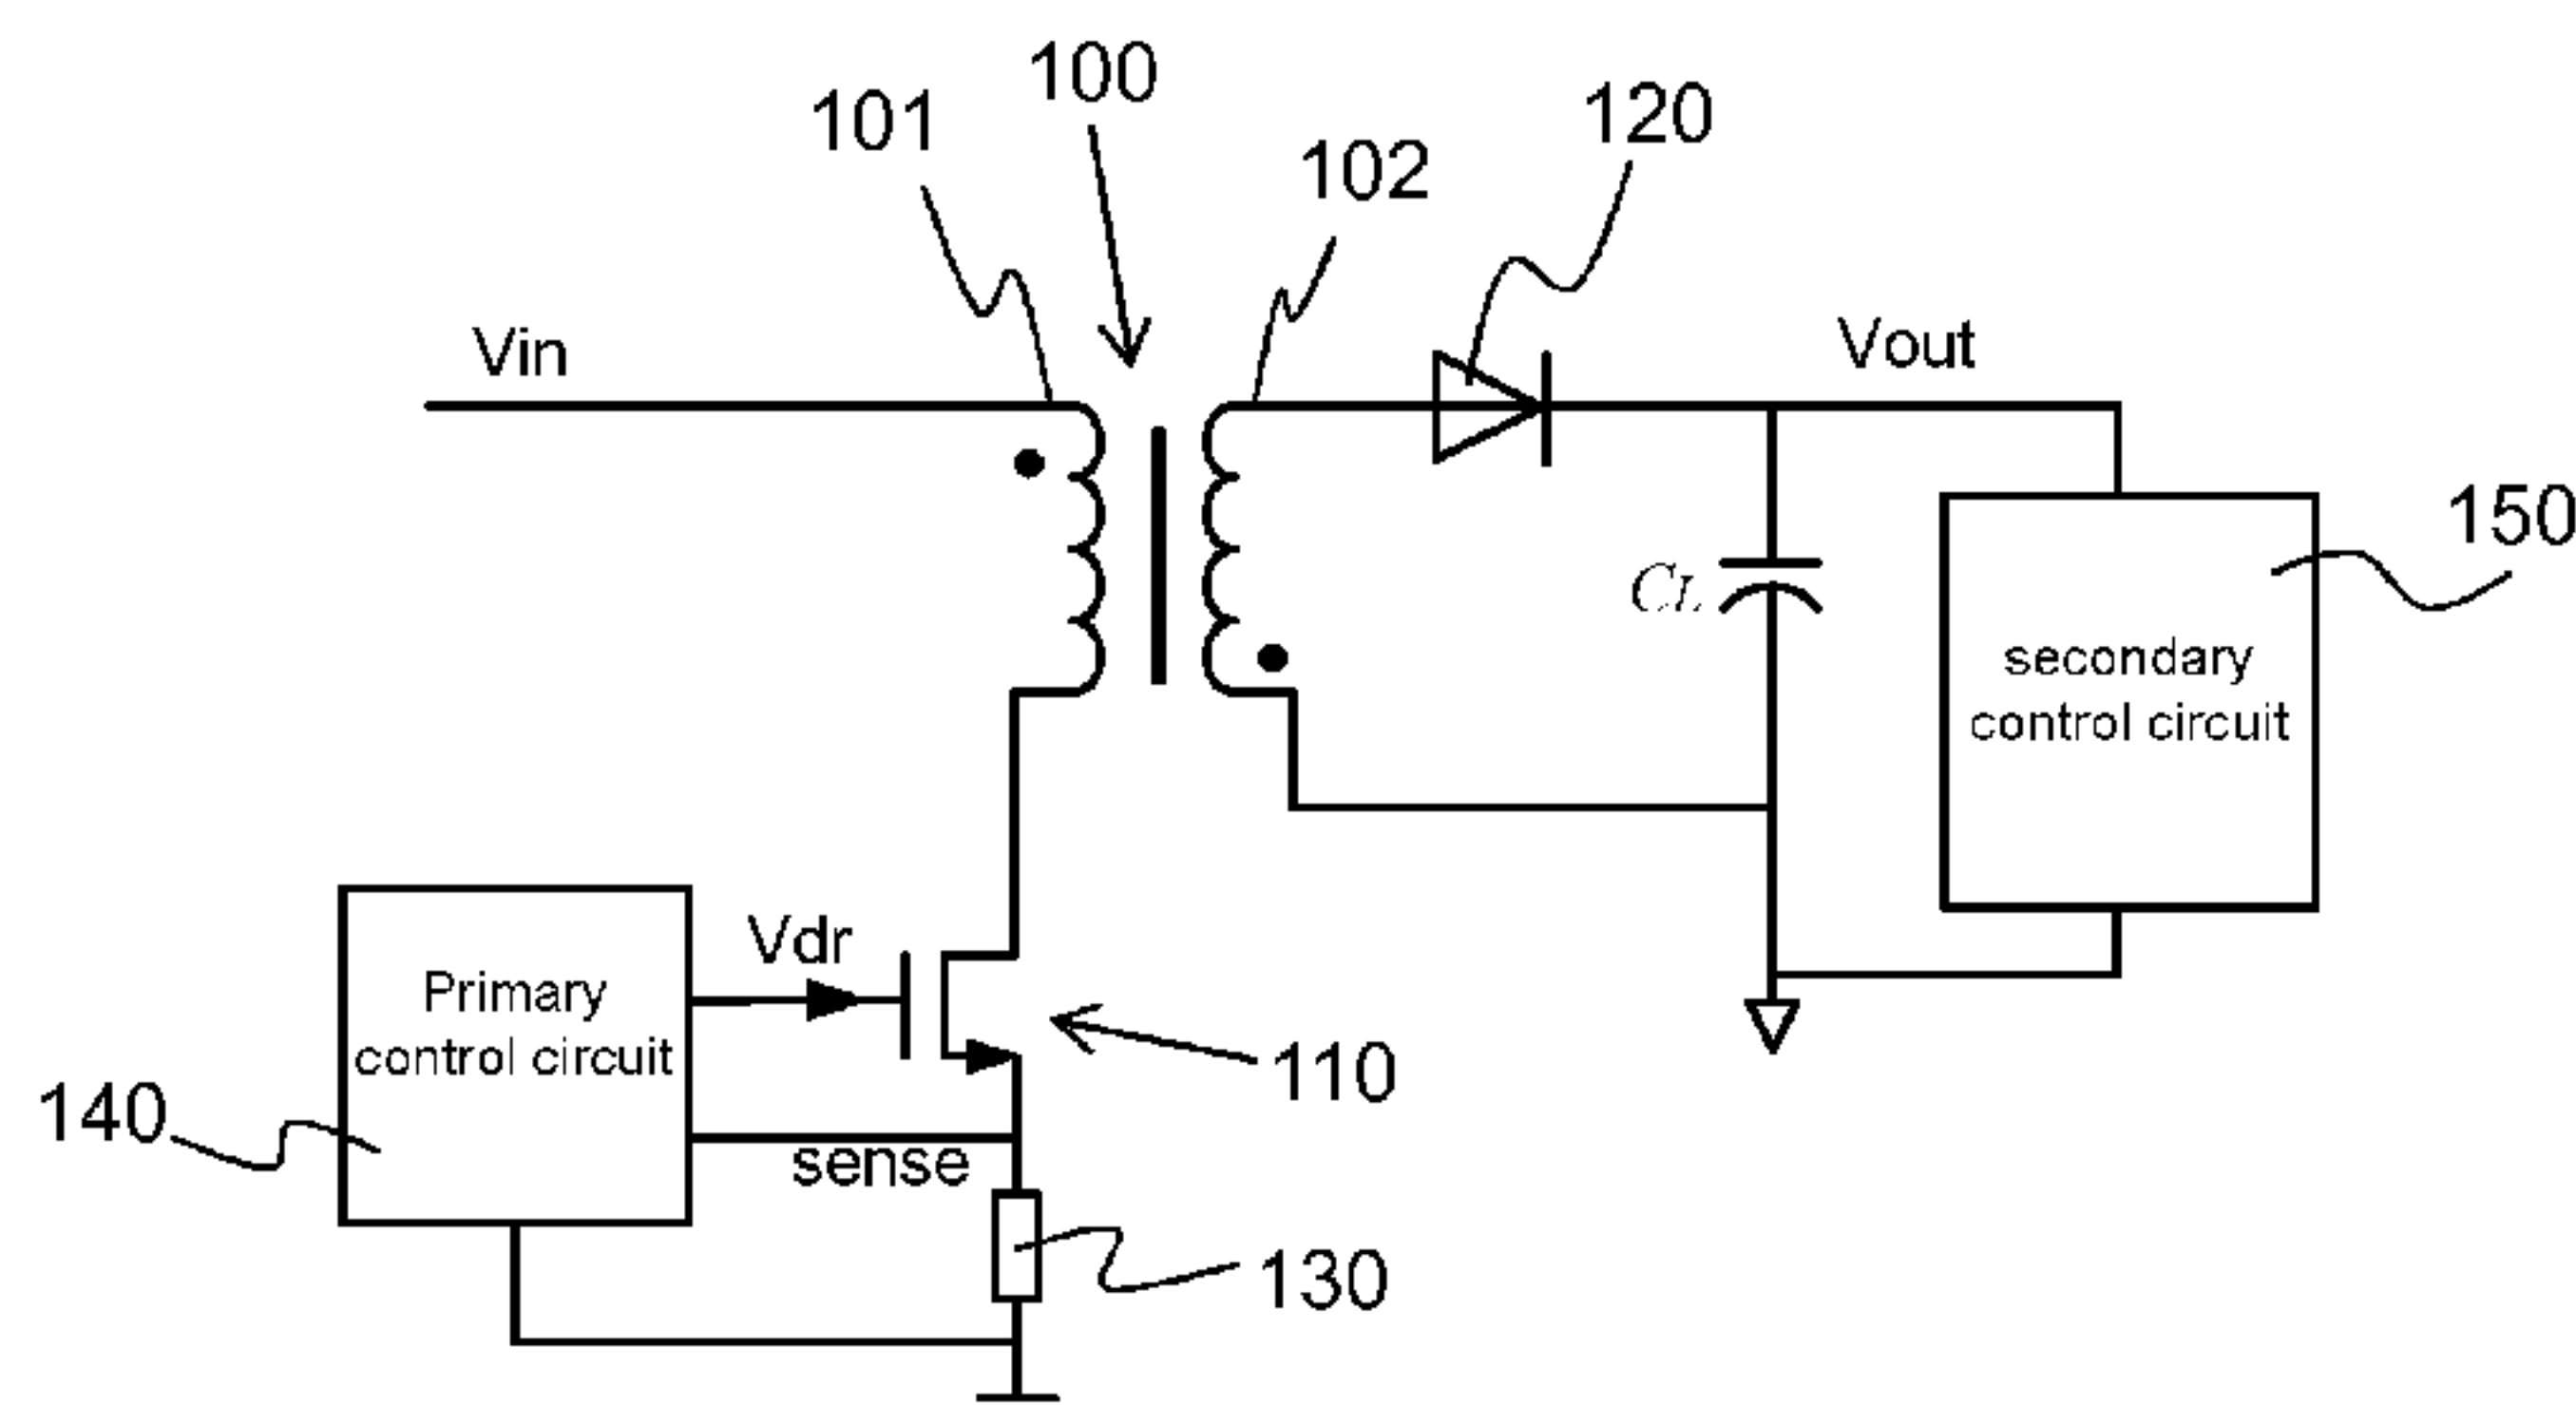 100
101
120
102
Vin
Vout
150
CL
secondary
control circuit
Vdr
Primary
control circuit
110
140
sense
130